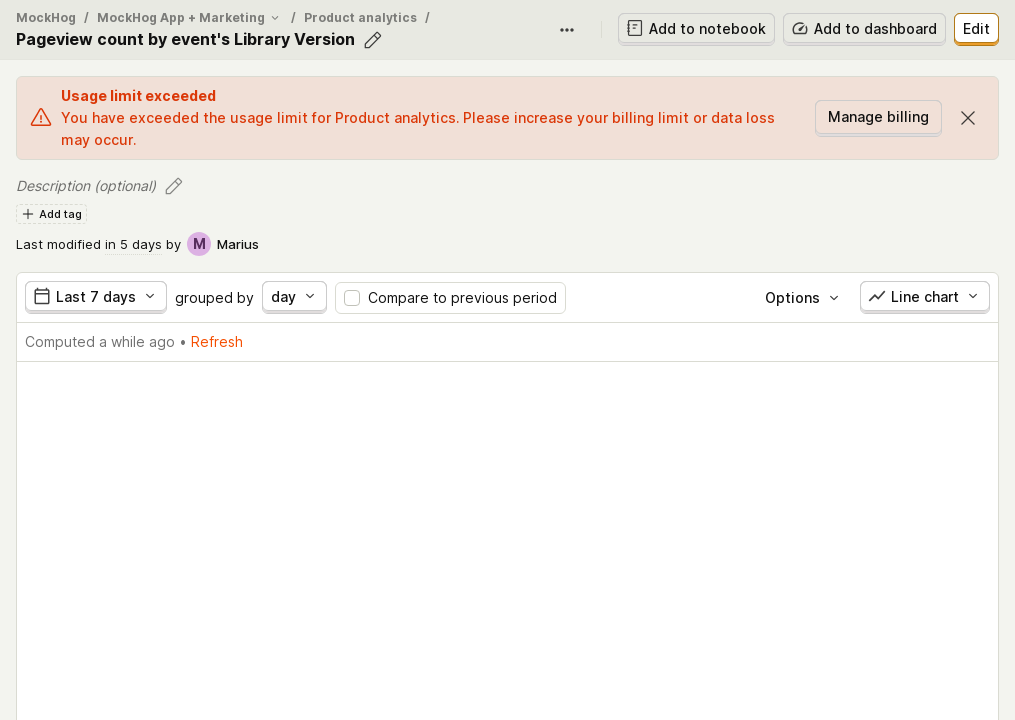 MockHog / MockHog App + Marketing / Product analytics /
Pageview count by event's Library Version
Add to notebook
Add to dashboard
Edit
Usage limit exceeded
You have exceeded the usage limit for Product analytics. Please increase your billing limit or data loss
may occur.
Manage billing
Description (optional)
Add tag
Last modified in 5 days by M Marius
Last 7 days grouped by day Compare to previous period Options Line chart
Computed a while ago • Refresh